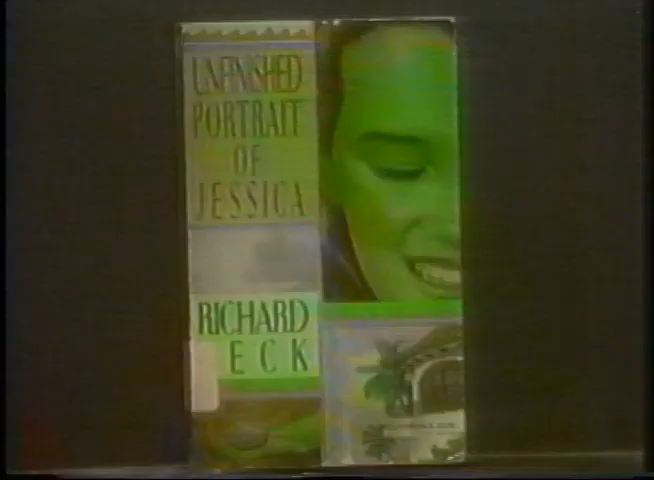 UNFINISHED
PORTRAIT
OF
JESSICA
RICHARD
ECK